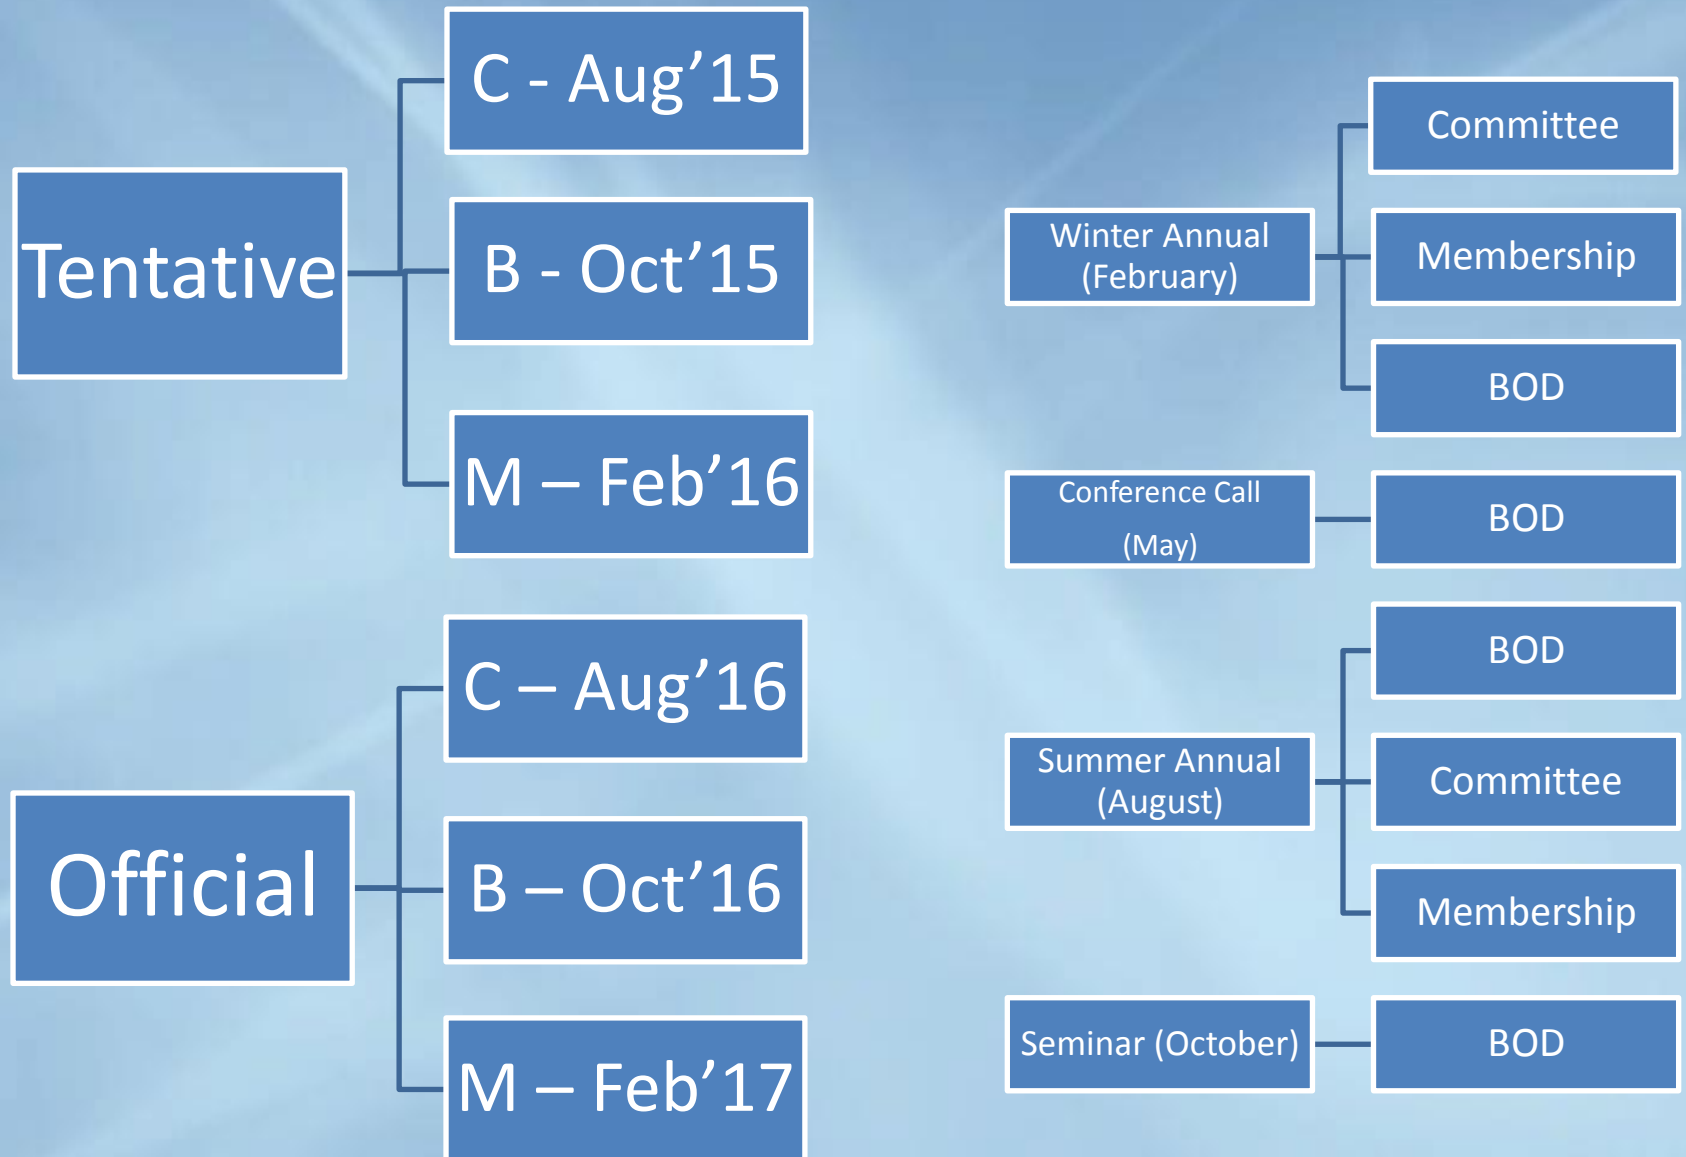 Tentative
C - Aug’15
B - Oct’15
M – Feb’16
Official
C – Aug’16
B – Oct’16
M – Feb’17
Winter Annual
(February)
Committee
Membership
BOD
Conference Call
(May)
BOD
Summer Annual
(August)
BOD
Committee
Membership
Seminar (October)
BOD